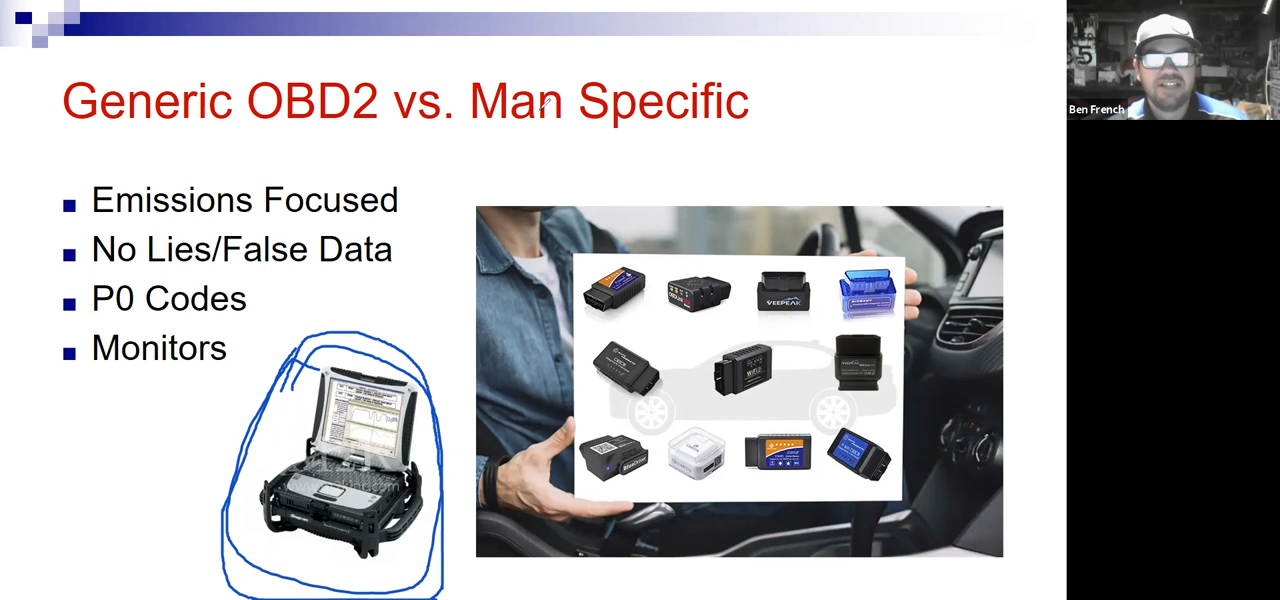 Generic OBD2 vs. Man Specific
Ben French
Emissions Focused
No Lies/False Data
P0 Codes
Monitors
VEEPEAK